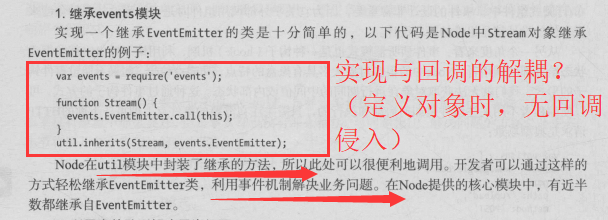 1. 继承events模块
实现一个继承EventEmitter的类是十分简单的，以下代码是Node中Stream对象继承
EventEmitter的例子：
var events = require('events');
function Stream() {
events.EventEmitter.call(this);
}
util.inherits(Stream, events.EventEmitter);
实现与回调的解耦？
（定义对象时，无回调
侵入）
Node在util模块中封装了继承的方法，所以此处可以很便利地调用。开发者可以通过这样的
方式轻松继承EventEmitter类，利用事件机制解决业务问题。在Node提供的核心模块中，有近半
数都继承自EventEmitter。